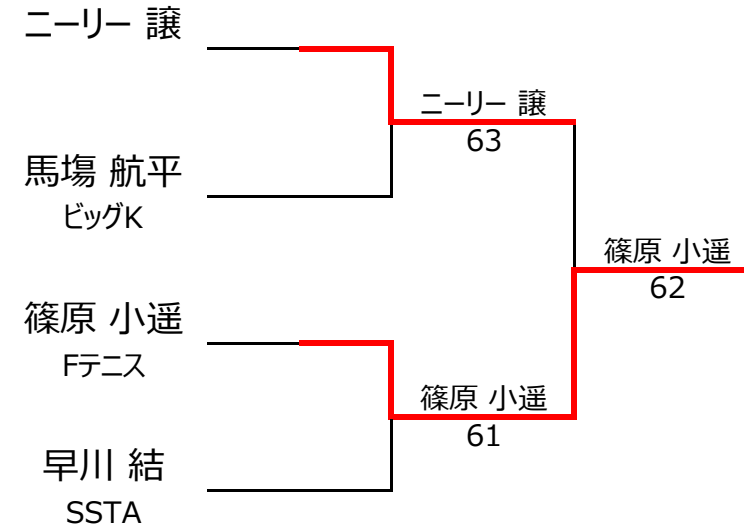 ニーリー 譲
ニーリー 譲
63
馬塲 航平
ビッグK
篠原 小遥
62
篠原 小遥
Fテニス
篠原 小遥
61
早川 結
SSTA